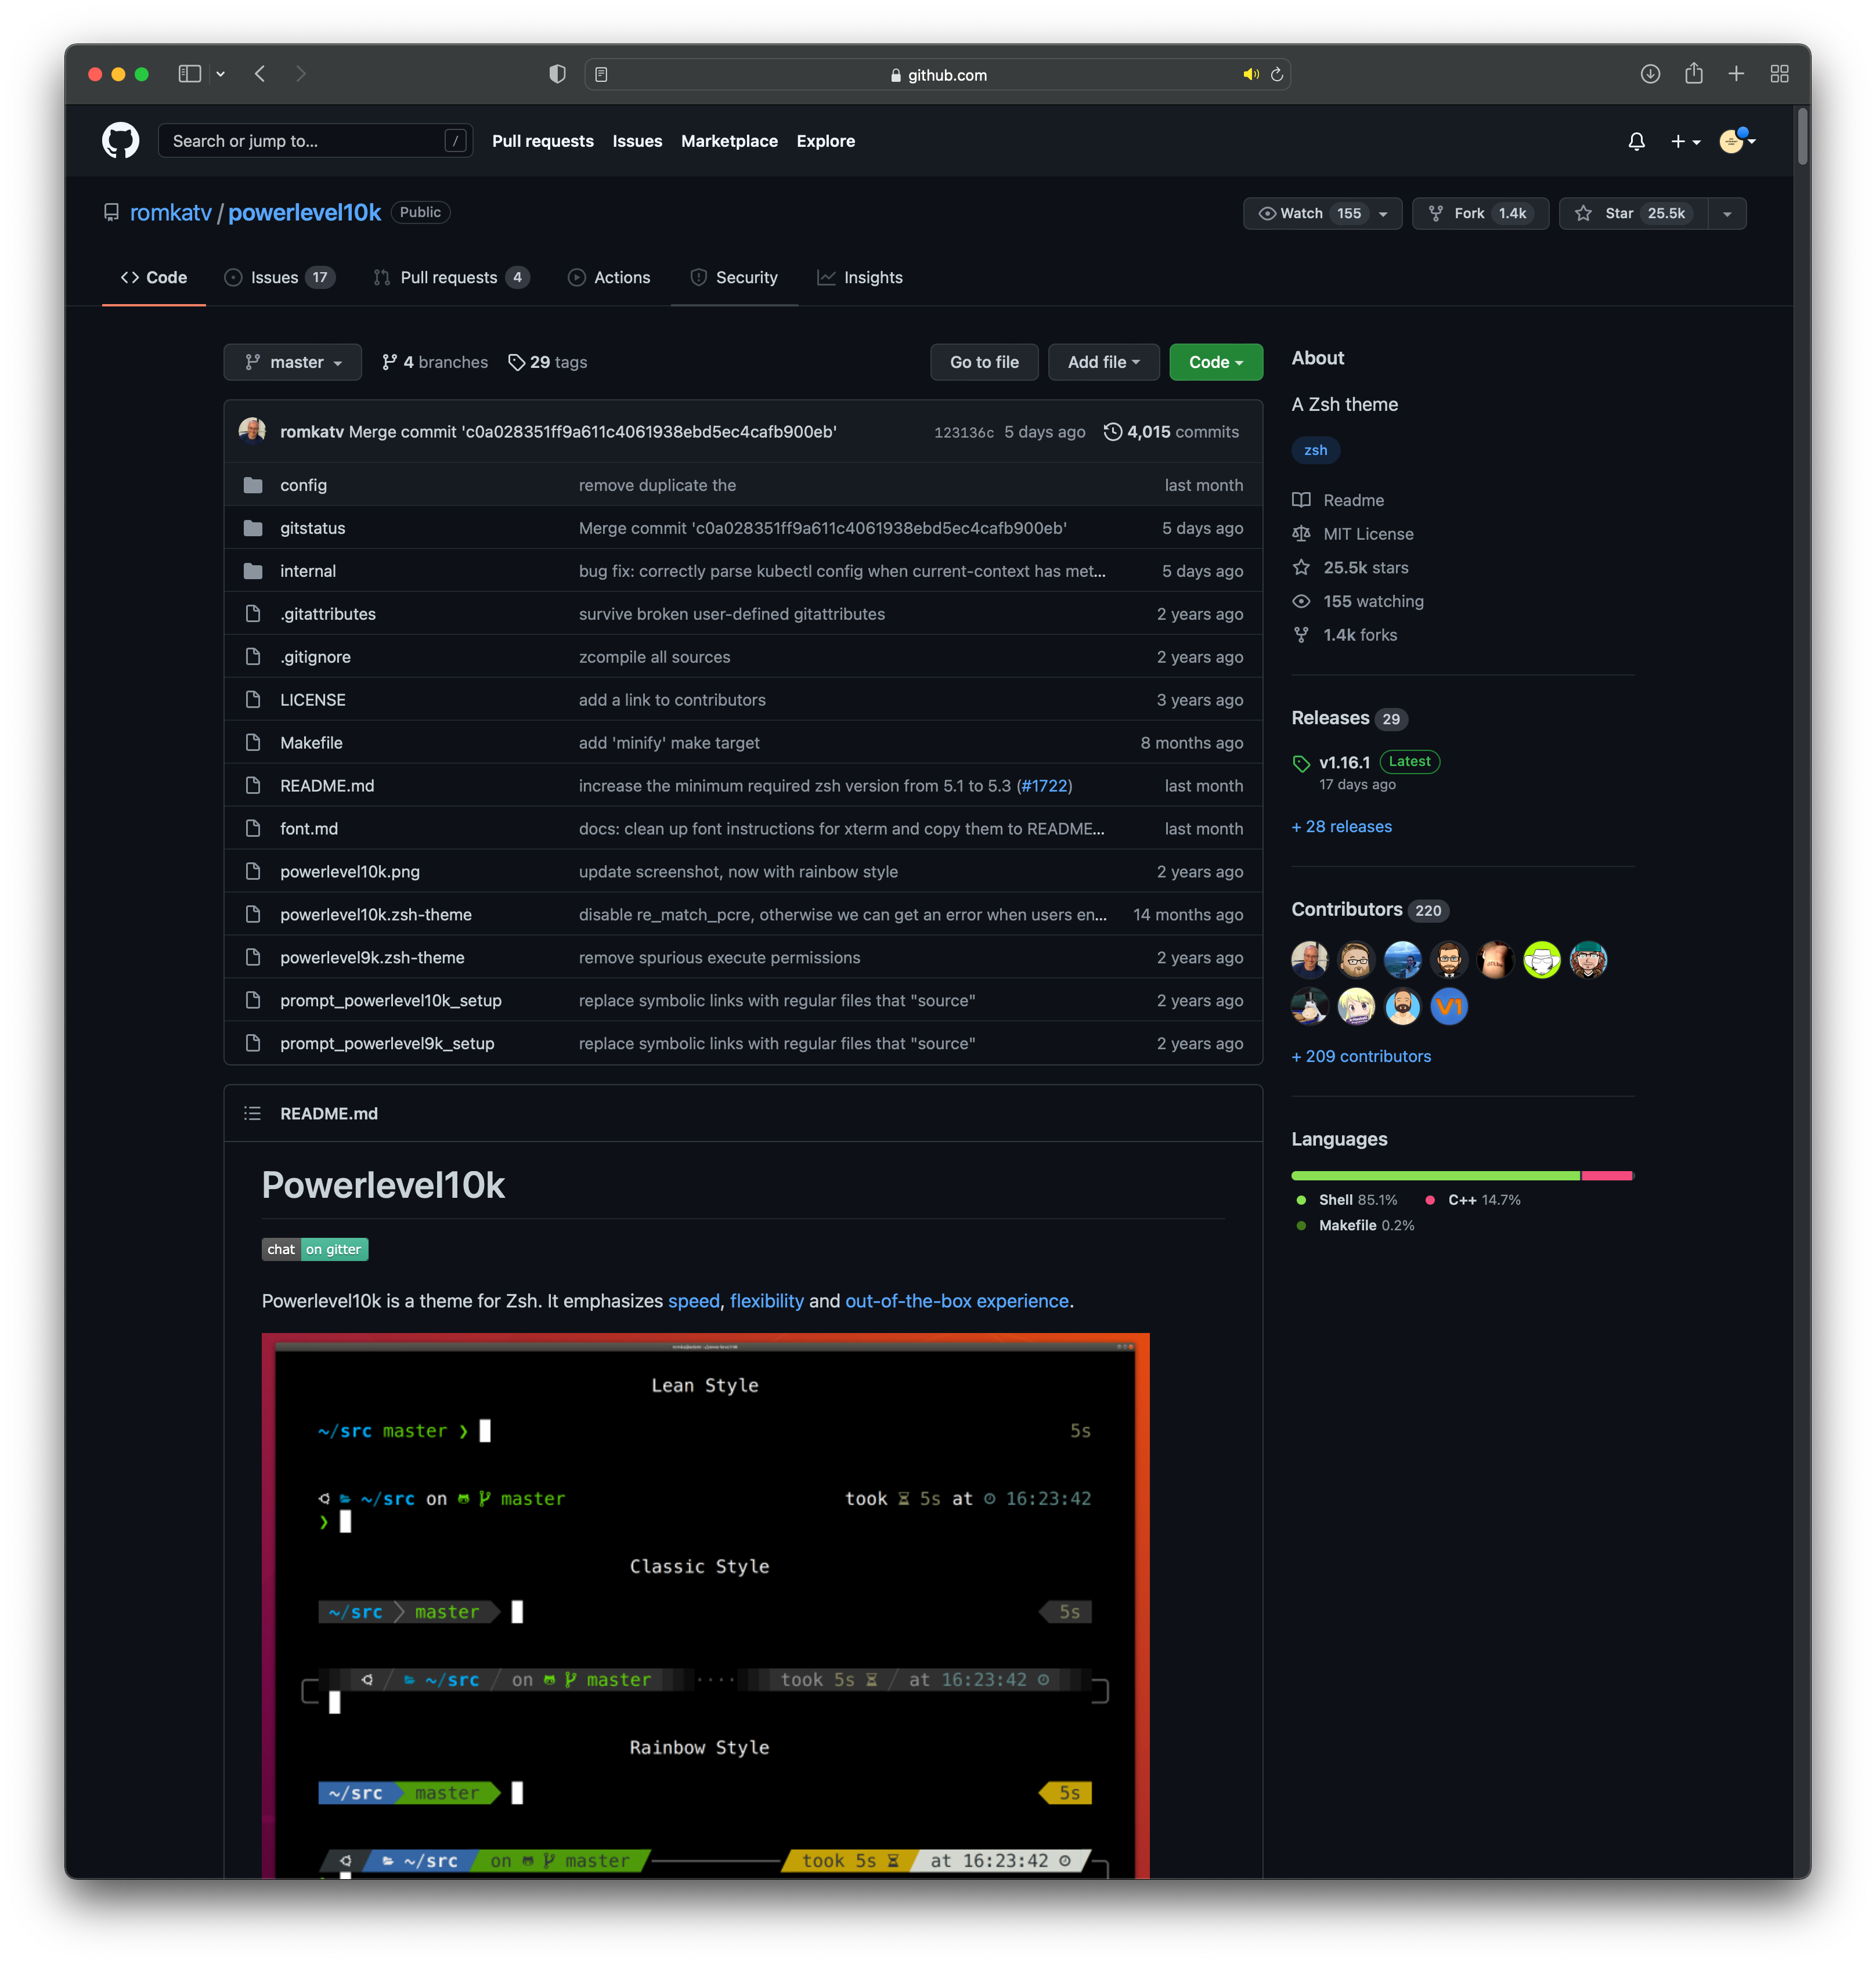 github.com
Search or jump to... /
Pull requests Issues Marketplace Explore
romkatv / powerlevel10k Public
Watch 155 Fork 1.4k Star 25.5k
Code Issues 17 Pull requests 4 Actions Security Insights
master 4 branches 29 tags Go to file Add file Code
romkatv Merge commit 'c0a028351ff9a611c4061938ebd5ec4cafb900eb' 123136c 5 days ago 4,015 commits
config remove duplicate the last month
gitstatus Merge commit 'c0a028351ff9a611c4061938ebd5ec4cafb900eb' 5 days ago
internal bug fix: correctly parse kubectl config when current-context has met... 5 days ago
.gitattributes survive broken user-defined gitattributes 2 years ago
.gitignore zcompile all sources 2 years ago
LICENSE add a link to contributors 3 years ago
Makefile add 'minify' make target 8 months ago
README.md increase the minimum required zsh version from 5.1 to 5.3 (#1722) last month
font.md docs: clean up font instructions for xterm and copy them to README... last month
powerlevel10k.png update screenshot, now with rainbow style 2 years ago
powerlevel10k.zsh-theme disable re_match_pcre, otherwise we can get an error when users en... 14 months ago
powerlevel9k.zsh-theme remove spurious execute permissions 2 years ago
prompt_powerlevel10k_setup replace symbolic links with regular files that "source" 2 years ago
prompt_powerlevel9k_setup replace symbolic links with regular files that "source" 2 years ago
README.md
Powerlevel10k
chat on gitter
Powerlevel10k is a theme for Zsh. It emphasizes speed, flexibility and out-of-the-box experience.
Lean Style
~/src master ❯ 5s
~/src on master took 5s at 16:23:42
❯
Classic Style
~/src master 5s
~/src on master took 5s at 16:23:42
Rainbow Style
~/src master 5s
~/src on master took 5s at 16:23:42
About
A Zsh theme
zsh
Readme
MIT License
25.5k stars
155 watching
1.4k forks
Releases 29
v1.16.1 Latest
17 days ago
+ 28 releases
Contributors 220
V1
+ 209 contributors
Languages
Shell 85.1% C++ 14.7%
Makefile 0.2%